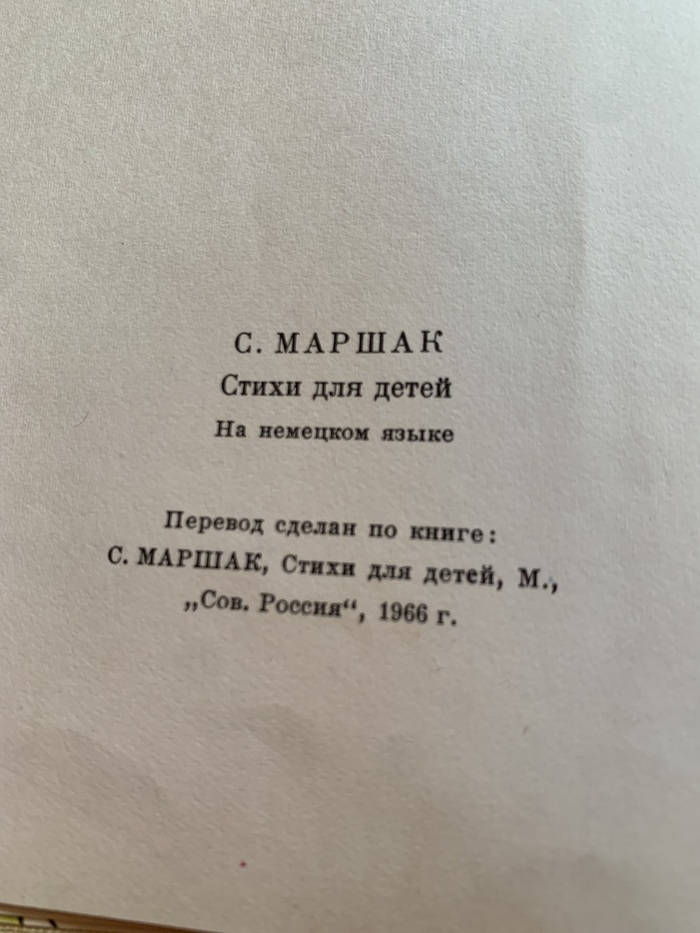 С. МАРШАК
Стихи для детей
На немецком языке
Перевод сделан по книге:
С. МАРШАК, Стихи для детей, М.,
„Сов. Россия“, 1966 г.